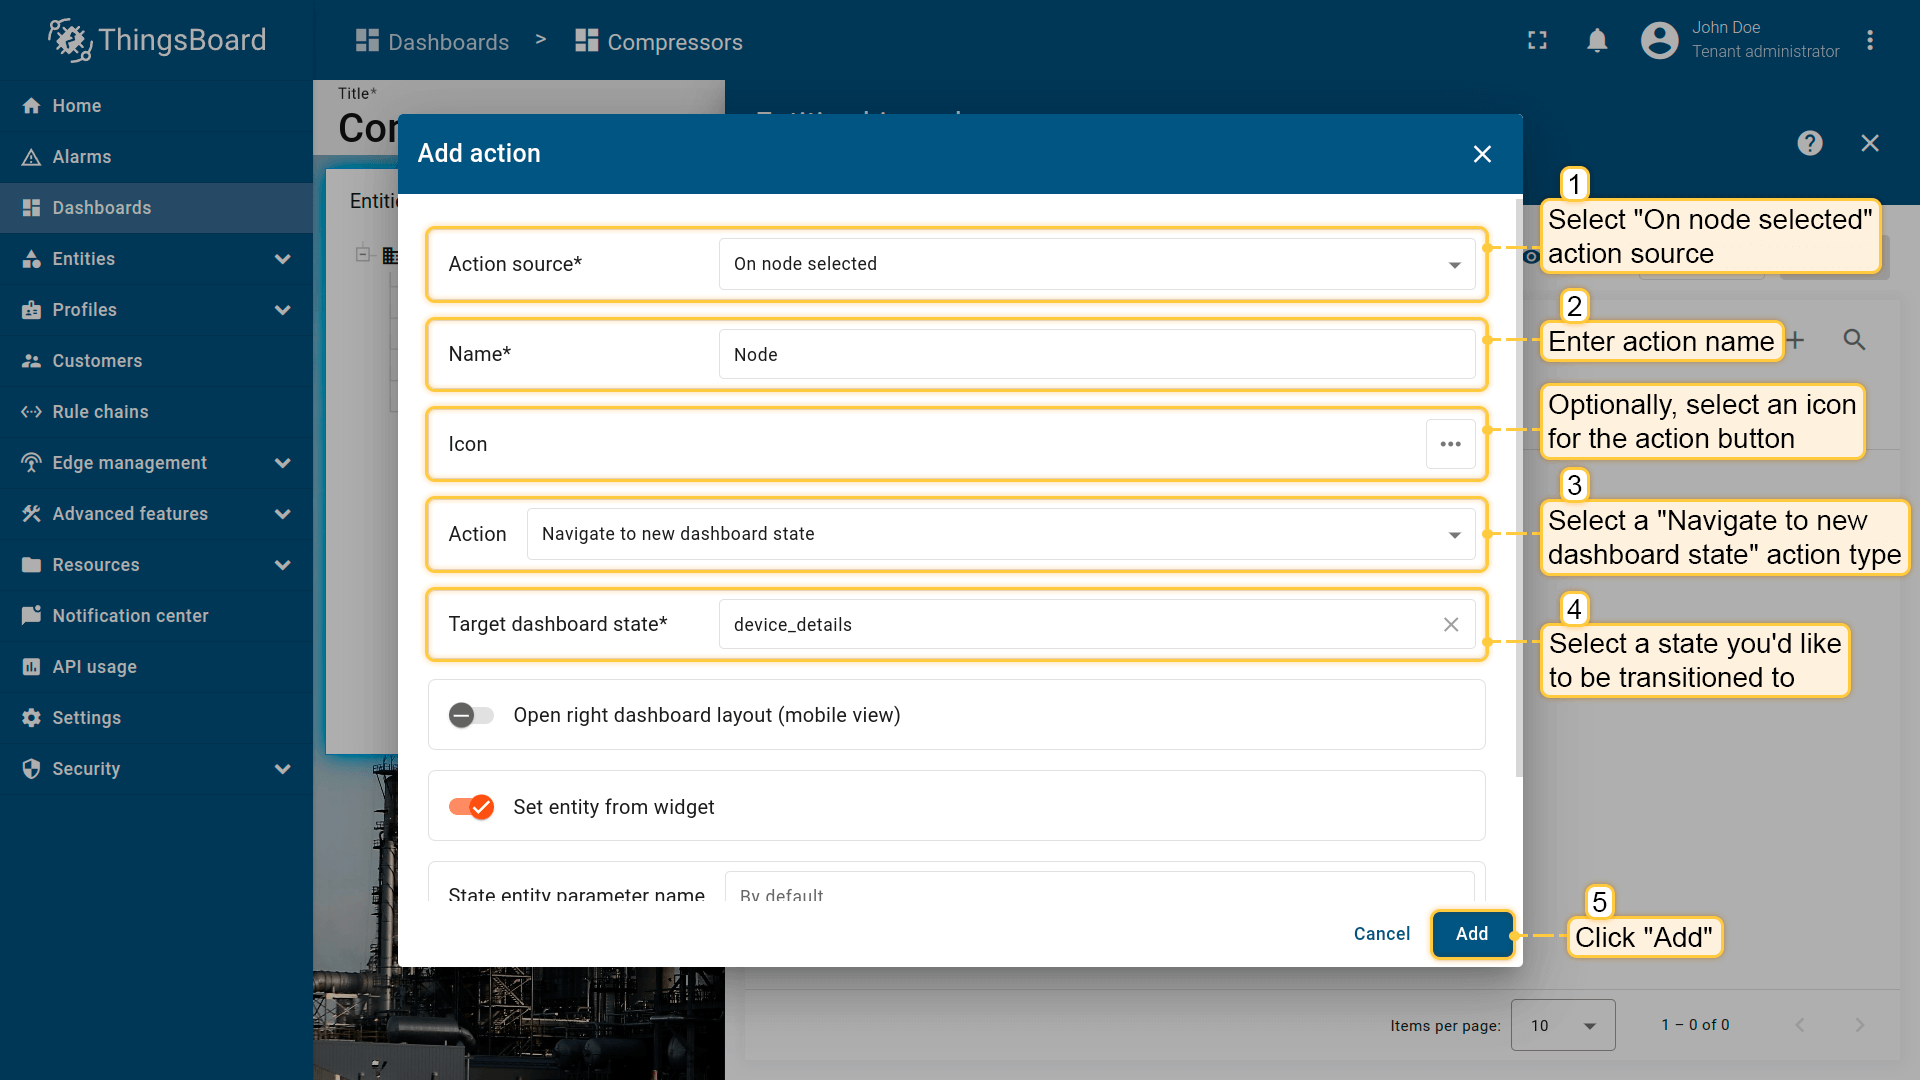 ThingsBoard
Dashboards > Compressors
John Doe
Tenant administrator
Home
Alarms
Dashboards
Entities
Profiles
Customers
Rule chains
Edge management
Advanced features
Resources
Notification center
API usage
Settings
Security
Title*
Add action
Action source*
On node selected
Name*
Node
Icon
Action
Navigate to new dashboard state
Target dashboard state*
device_details
Open right dashboard layout (mobile view)
Set entity from widget
State entity parameter name
By default
Cancel
Add
1
Select "On node selected"
action source
2
Enter action name
Optionally, select an icon
for the action button
3
Select a "Navigate to new
dashboard state" action type
4
Select a state you'd like
to be transitioned to
5
Click "Add"
Items per page:
10
1 – 0 of 0